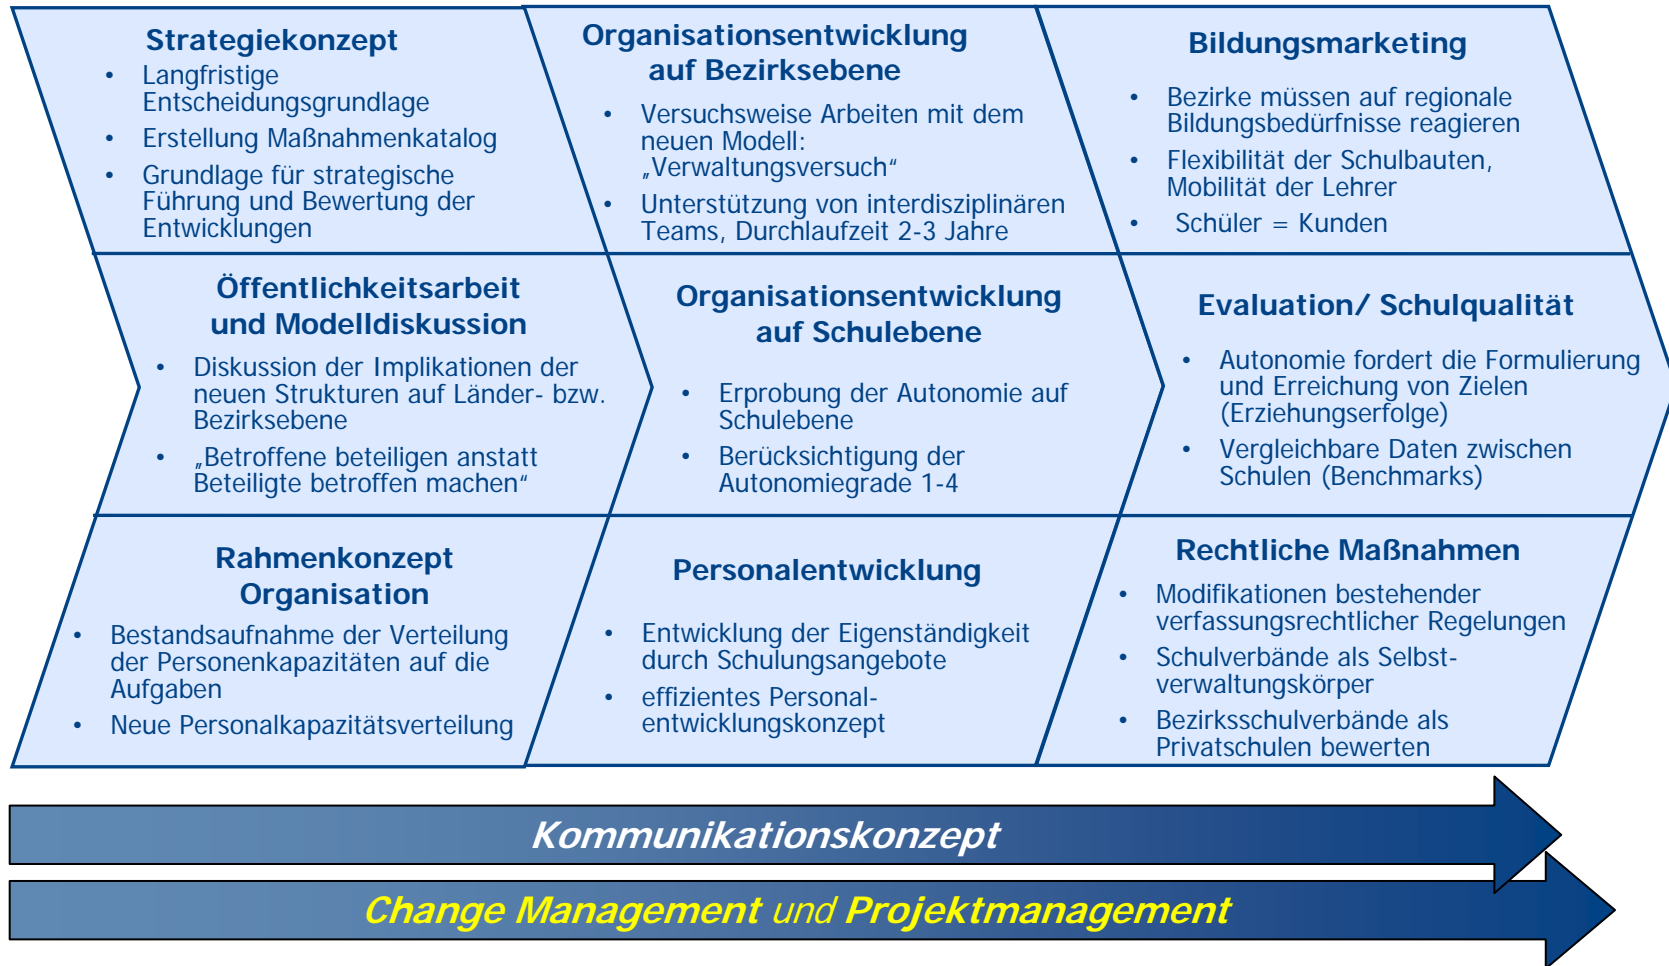 Strategiekonzept
• Langfristige
Entscheidungsgrundlage
• Erstellung Maßnahmenkatalog
• Grundlage für strategische
Führung und Bewertung der
Entwicklungen
Organisationsentwicklung
auf Bezirksebene
• Versuchsweise Arbeiten mit dem
neuen Modell:
„Verwaltungsversuch“
• Unterstützung von interdisziplinären
Teams, Durchlaufzeit 2-3 Jahre
Bildungsmarketing
• Bezirke müssen auf regionale
Bildungsbedürfnisse reagieren
• Flexibilität der Schulbauten,
Mobilität der Lehrer
• Schüler = Kunden
Öffentlichkeitsarbeit
und Modelldiskussion
• Diskussion der Implikationen der
neuen Strukturen auf Länder- bzw.
Bezirksebene
• „Betroffene beteiligen anstatt
Beteiligte betroffen machen“
Organisationsentwicklung
auf Schulebene
• Erprobung der Autonomie auf
Schulebene
• Berücksichtigung der
Autonomiegrade 1-4
Evaluation/ Schulqualität
• Autonomie fordert die Formulierung
und Erreichung von Zielen
(Erziehungserfolge)
• Vergleichbare Daten zwischen
Schulen (Benchmarks)
Rahmenkonzept
Organisation
• Bestandsaufnahme der Verteilung
der Personenkapazitäten auf die
Aufgaben
• Neue Personalkapazitätsverteilung
Personalentwicklung
• Entwicklung der Eigenständigkeit
durch Schulungsangebote
• effizientes Personal-
entwicklungskonzept
Rechtliche Maßnahmen
• Modifikationen bestehender
verfassungsrechtlicher Regelungen
• Schulverbände als Selbst-
verwaltungskörper
• Bezirksschulverbände als
Privatschulen bewerten
Kommunikationskonzept
Change Management und Projektmanagement